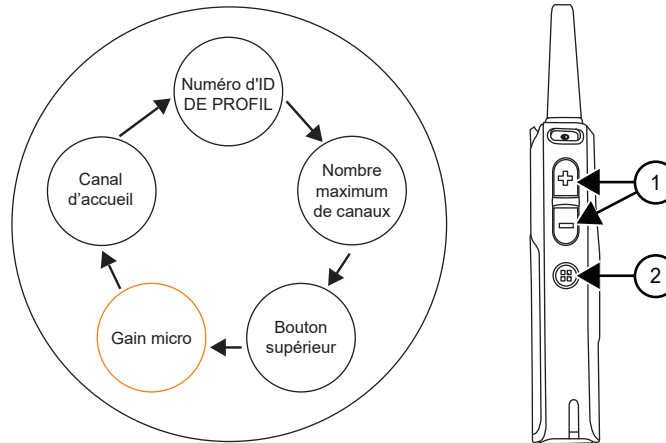 Numéro d'ID
DE PROFIL
Nombre
maximum
de canaux
Bouton
supérieur
Gain micro
Canal
d’accueil
1
2